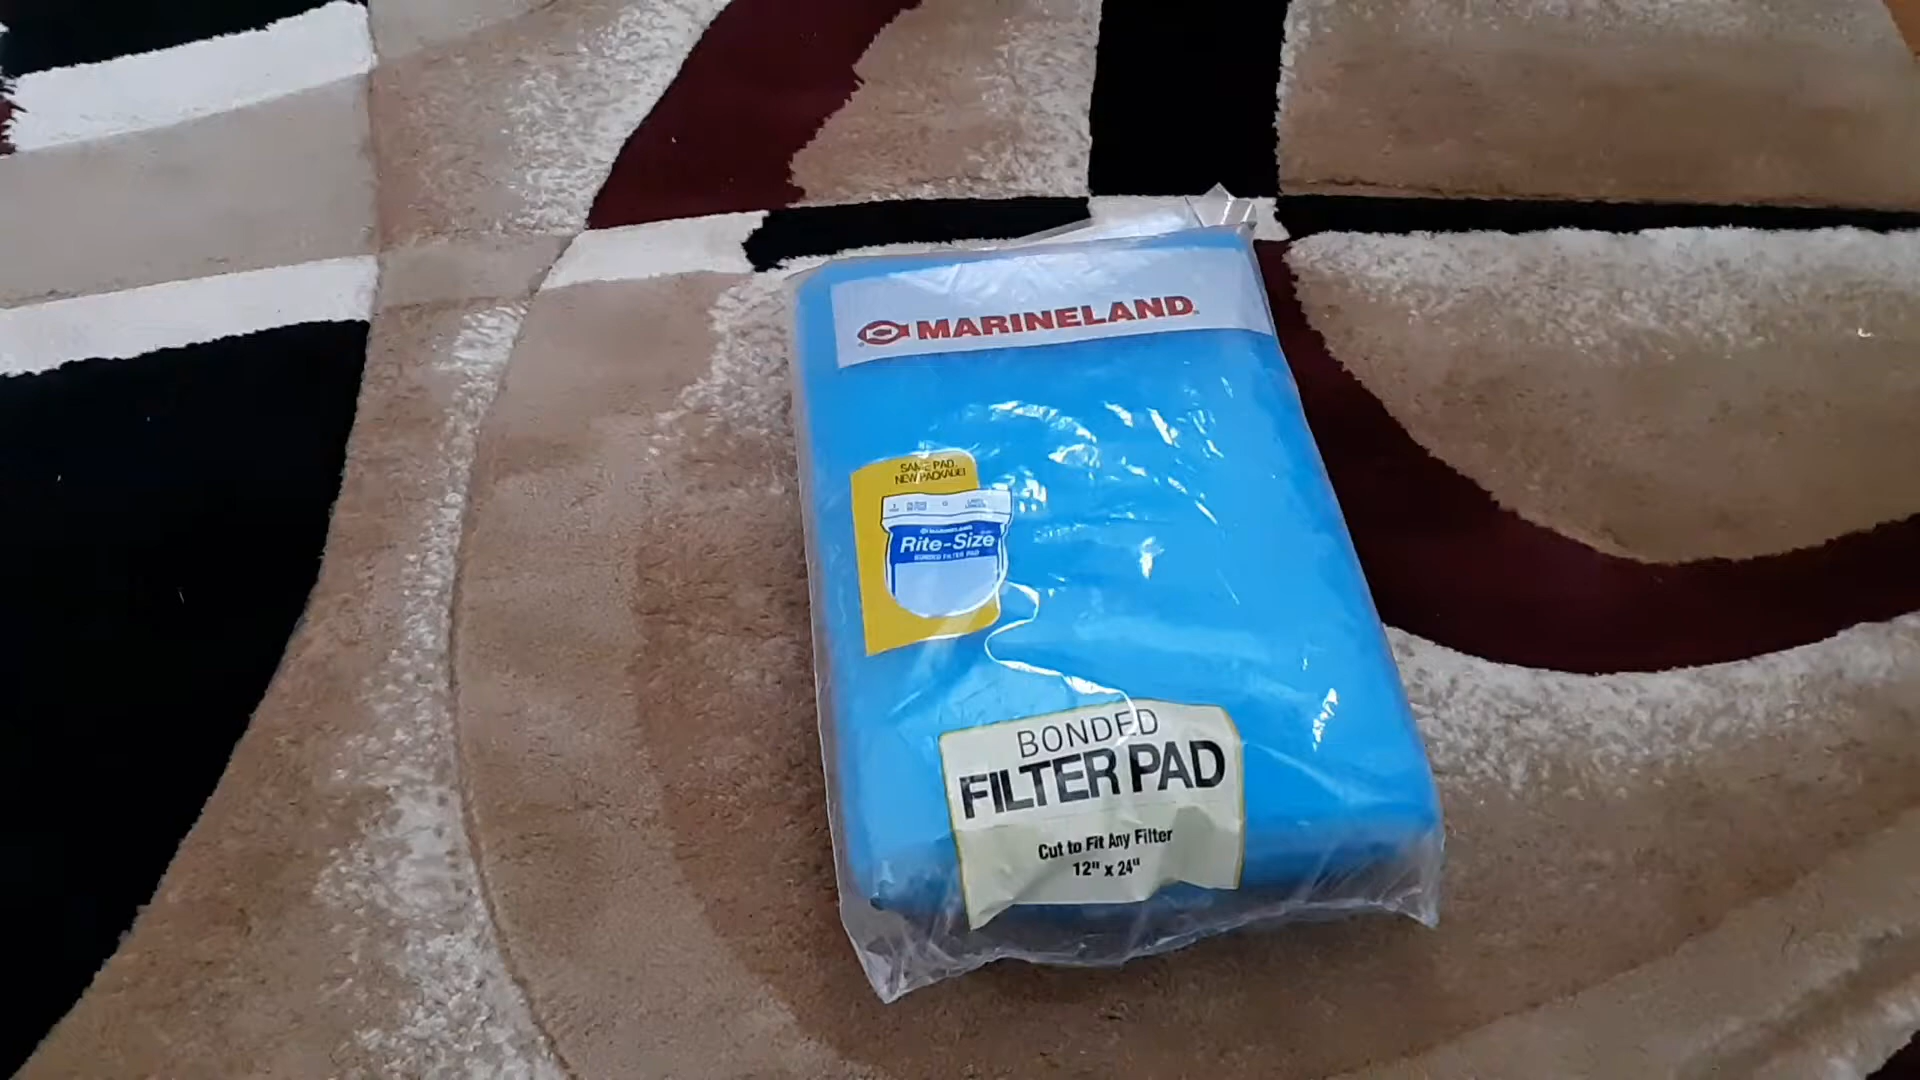 MARINELAND
SAME PAD.
NEW PACKAGE!
MARINELAND
Rite-Size
BONDED FILTER PAD
BONDED
FILTER PAD
Cut to Fit Any Filter
12" x 24"